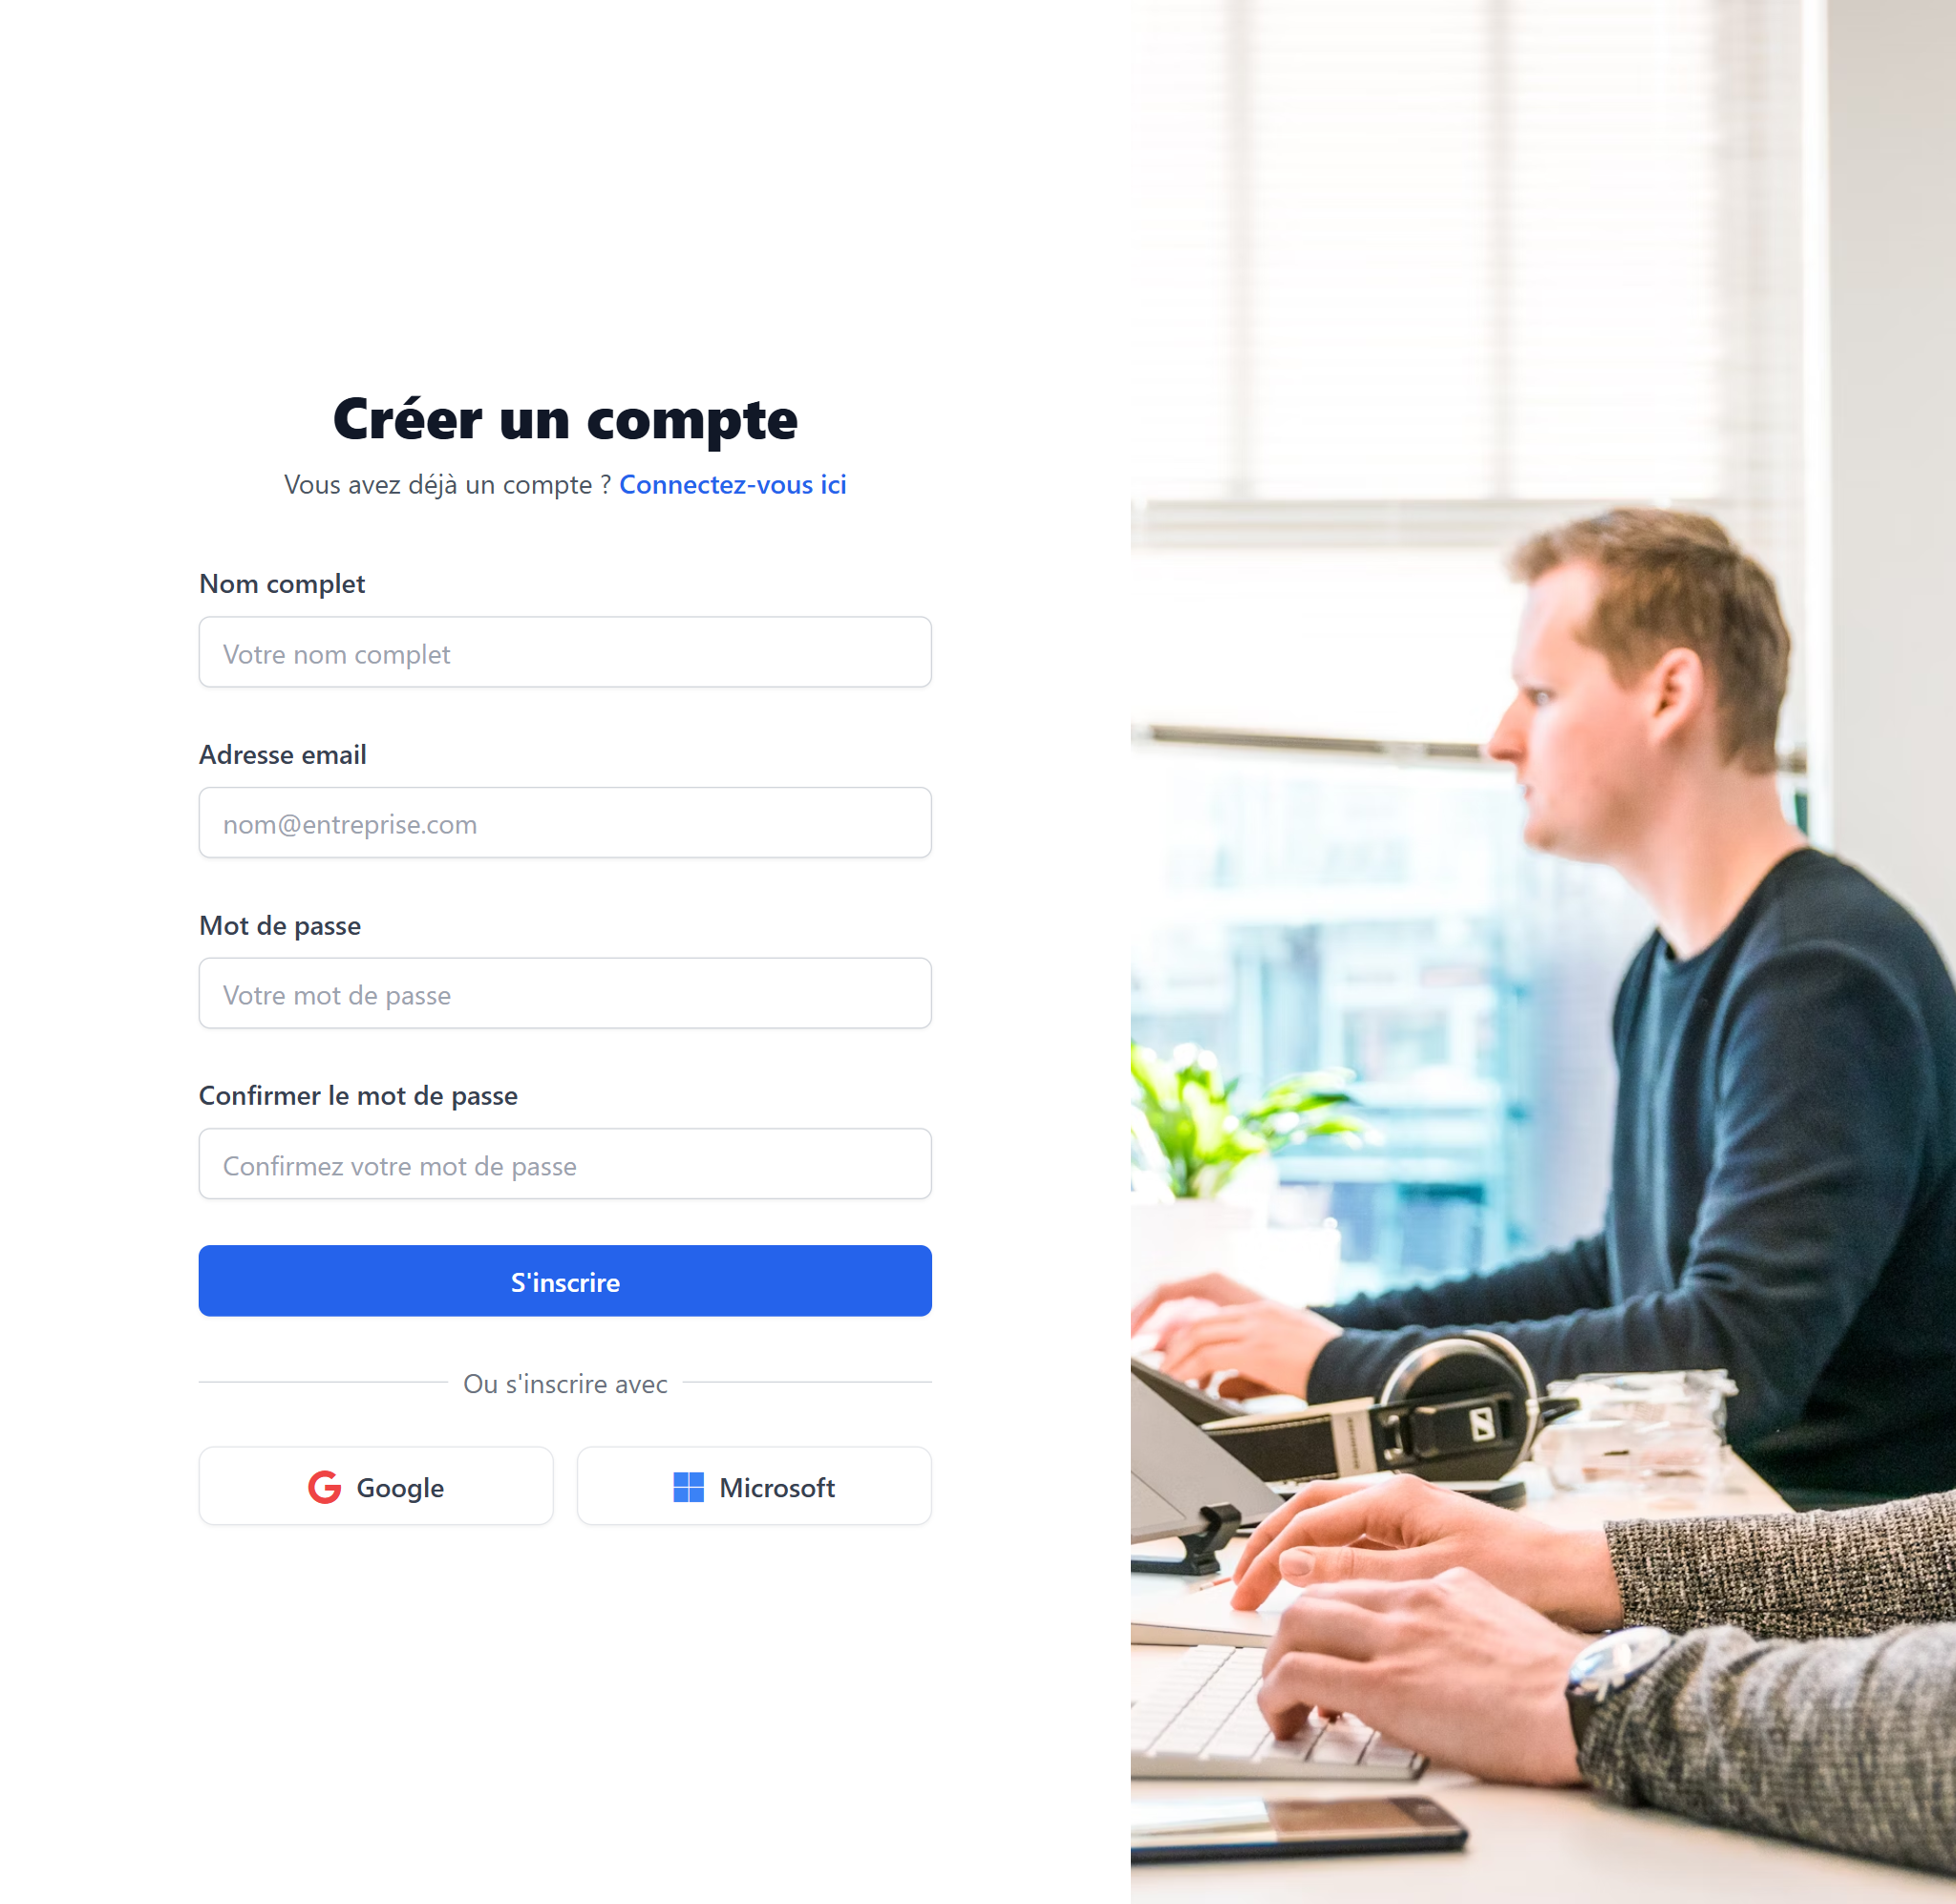 Créer un compte
Vous avez déjà un compte ? Connectez-vous ici
Nom complet
Votre nom complet
Adresse email
nom@entreprise.com
Mot de passe
Votre mot de passe
Confirmer le mot de passe
Confirmez votre mot de passe
S'inscrire
Ou s'inscrire avec
Google
Microsoft